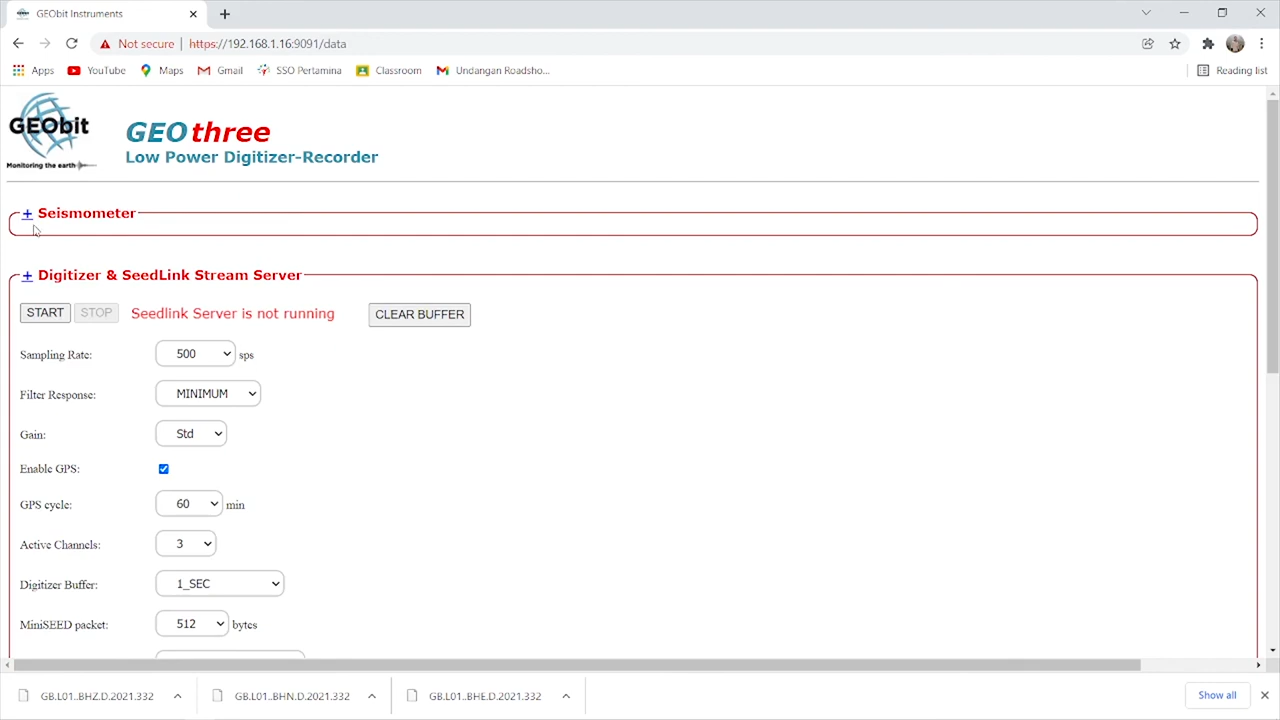 GEObit Instruments
Not secure | https://192.168.1.16:9091/data
Apps YouTube Maps Gmail SSO Pertamina Classroom Undangan Roadsho... Reading list
GEObit
Monitoring the earth
GEOthree
Low Power Digitizer-Recorder
+ Seismometer
+ Digitizer & SeedLink Stream Server
START STOP Seedlink Server is not running CLEAR BUFFER
Sampling Rate: 500 sps
Filter Response: MINIMUM
Gain: Std
Enable GPS:
GPS cycle: 60 min
Active Channels: 3
Digitizer Buffer: 1_SEC
MiniSEED packet: 512 bytes
GB.L01..BHZ.D.2021.332 GB.L01..BHN.D.2021.332 GB.L01..BHE.D.2021.332 Show all